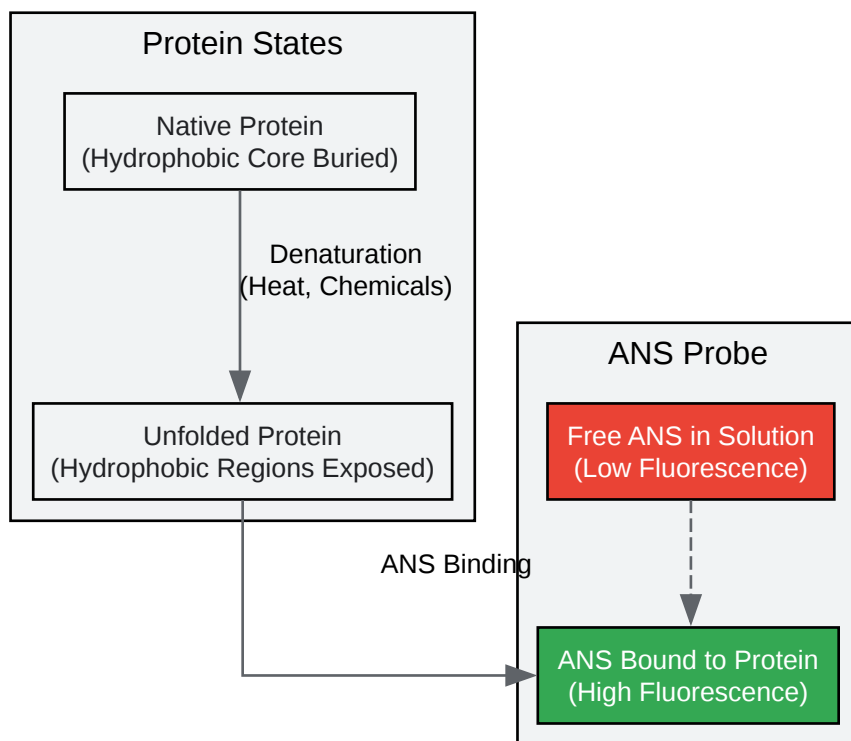 Protein States
Native Protein
(Hydrophobic Core Buried)
Denaturation
(Heat, Chemicals)
Unfolded Protein
(Hydrophobic Regions Exposed)
ANS Binding
ANS Probe
Free ANS in Solution
(Low Fluorescence)
ANS Bound to Protein
(High Fluorescence)